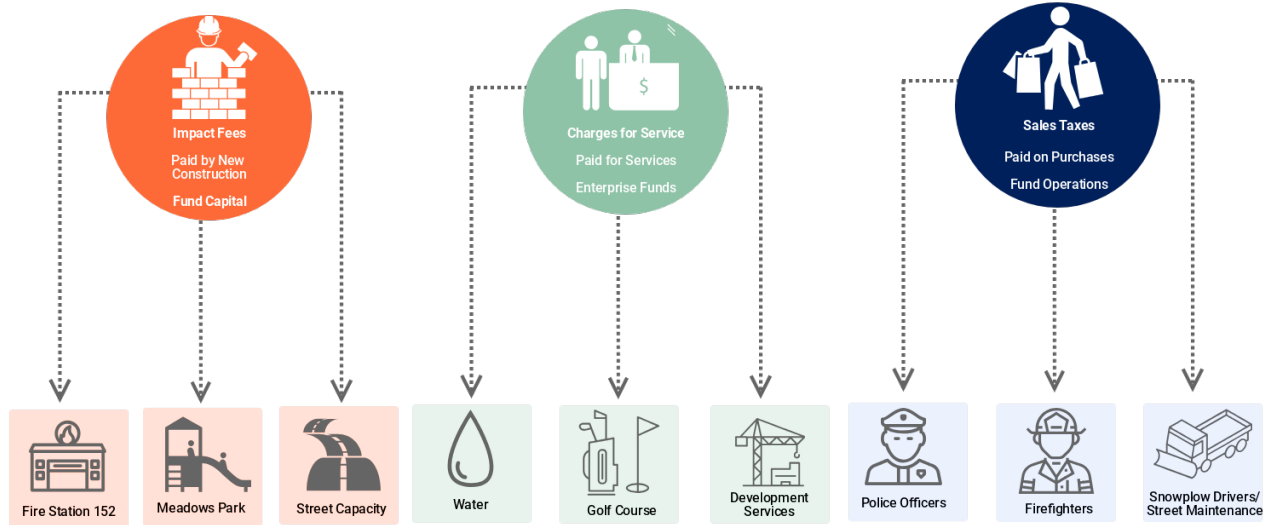 Impact Fees
Paid by New
Construction
Fund Capital
$
Charges for Service
Paid for Services
Enterprise Funds
Sales Taxes
Paid on Purchases
Fund Operations
Fire Station 152
Meadows Park
Street Capacity
Water
Golf Course
Development
Services
Police Officers
Firefighters
Snowplow Drivers/
Street Maintenance